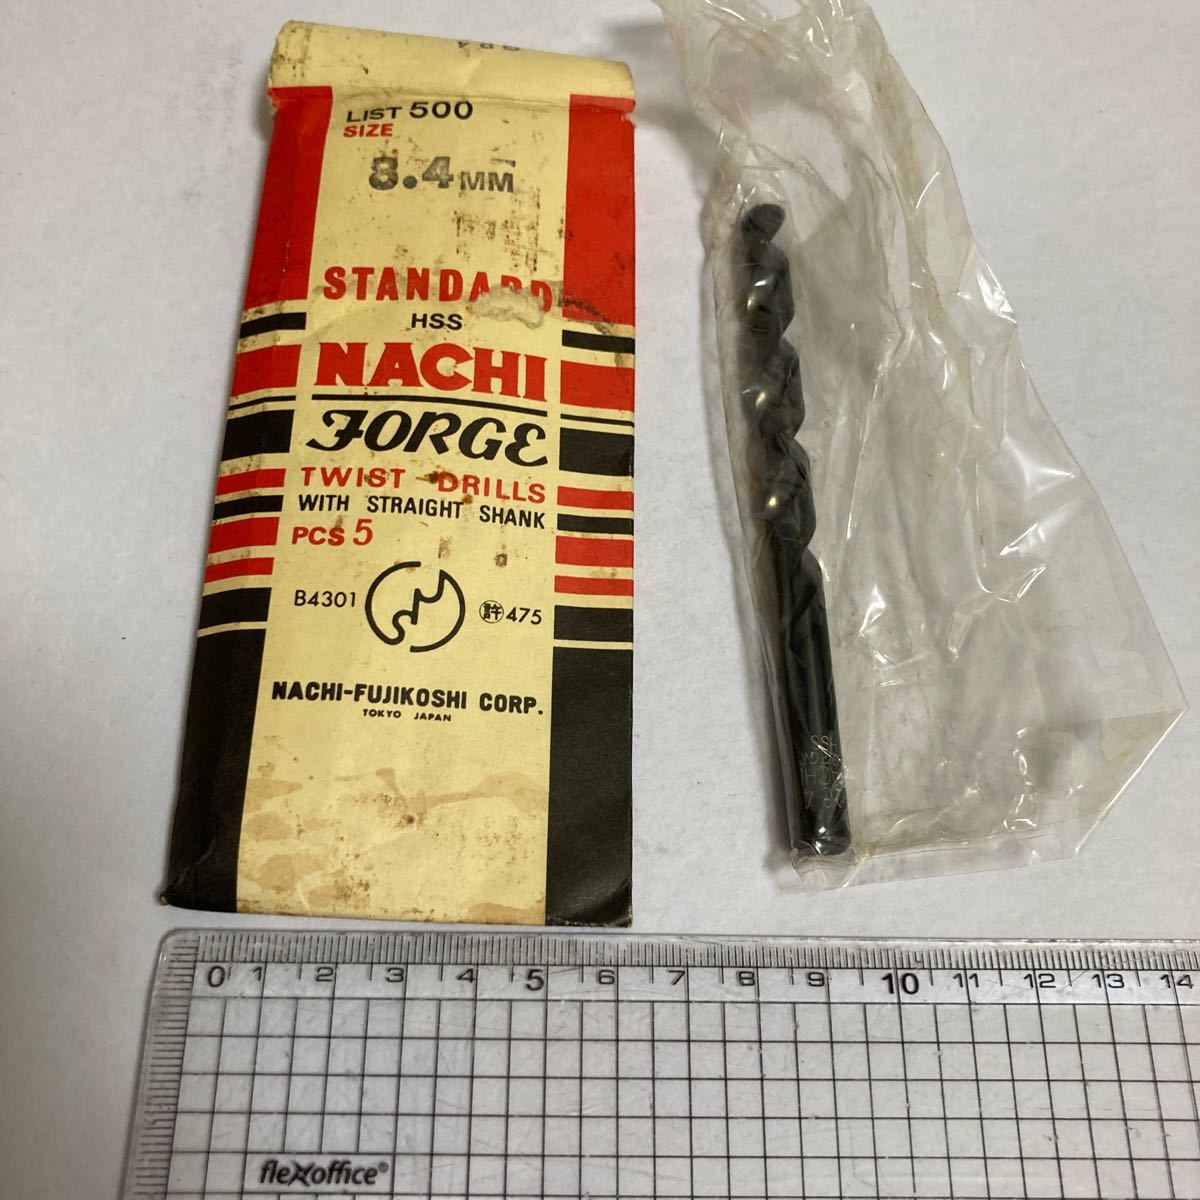 LIST 500
SIZE
8.4 MM
STANDARD
HSS
NACHI
FORGE
TWIST DRILLS
WITH STRAIGHT SHANK
PCS 5
B4301
許 475
NACHI-FUJIKOSHI CORP.
TOKYO JAPAN
0 1 2 3 4 5 6 7 8 9 10 11 12 13 14
flexoffice®